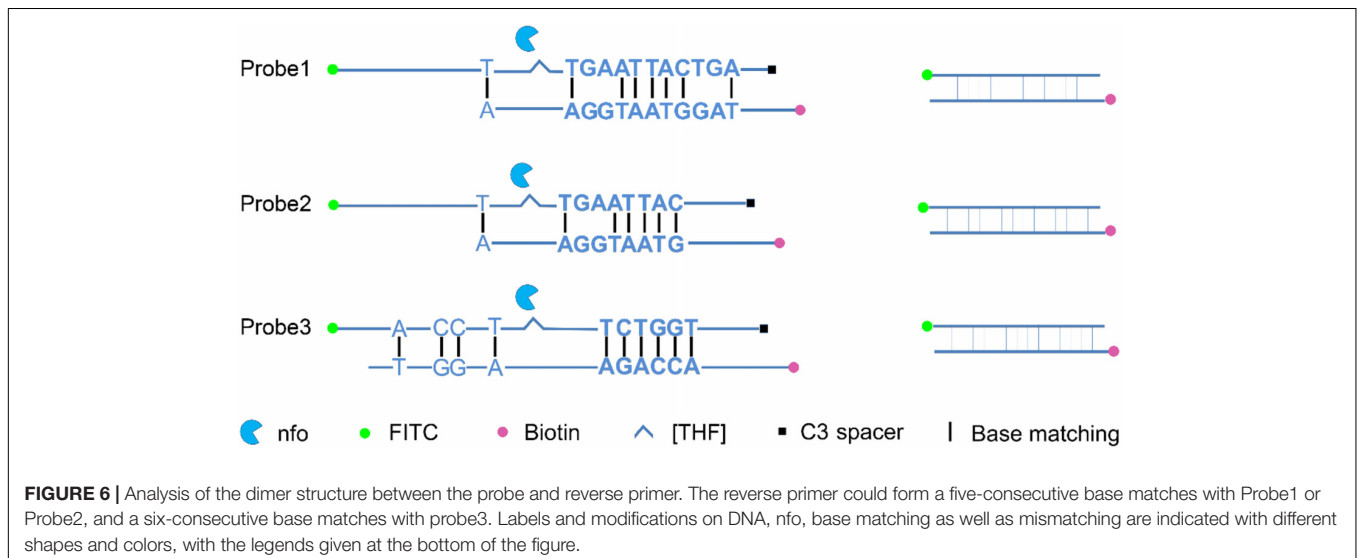 Probe1
T TGAATTACTGA
A AGGTAATGGAT
Probe2
T TGAATTAC
A AGGTAATG
Probe3
A CC T TCTGGT
T GG A AGACCA
nfo FITC Biotin [THF] C3 spacer Base matching
FIGURE 6 | Analysis of the dimer structure between the probe and reverse primer. The reverse primer could form a five-consecutive base matches with Probe1 or
Probe2, and a six-consecutive base matches with probe3. Labels and modifications on DNA, nfo, base matching as well as mismatching are indicated with different
shapes and colors, with the legends given at the bottom of the figure.